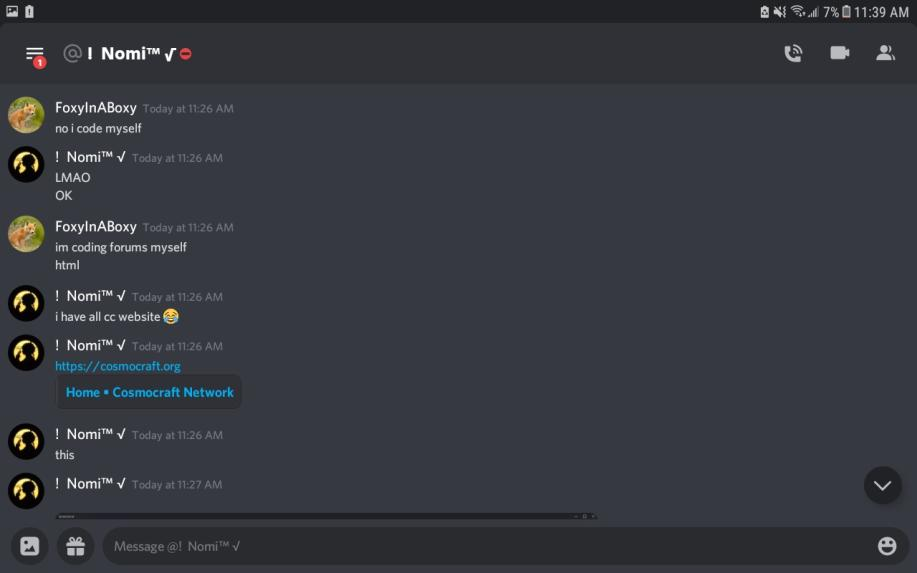 7% 11:39 AM
1
@! Nomi™ √
FoxyInABoxy Today at 11:26 AM
no i code myself
! Nomi™ √ Today at 11:26 AM
LMAO
OK
FoxyInABoxy Today at 11:26 AM
im coding forums myself
html
! Nomi™ √ Today at 11:26 AM
i have all cc website 😂
! Nomi™ √ Today at 11:26 AM
https://cosmocraft.org
Home ▪ Cosmocraft Network
! Nomi™ √ Today at 11:26 AM
this
! Nomi™ √ Today at 11:27 AM
Message @! Nomi™ √